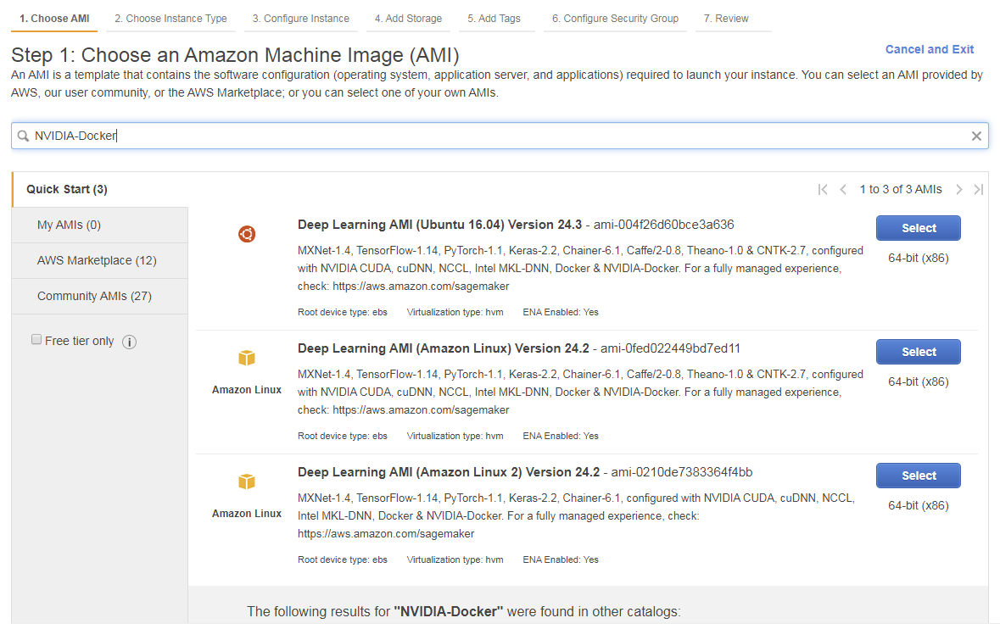 1. Choose AMI 2. Choose Instance Type 3. Configure Instance 4. Add Storage 5. Add Tags 6. Configure Security Group 7. Review
Step 1: Choose an Amazon Machine Image (AMI)
Cancel and Exit
An AMI is a template that contains the software configuration (operating system, application server, and applications) required to launch your instance. You can select an AMI provided by
AWS, our user community, or the AWS Marketplace; or you can select one of your own AMIs.
NVIDIA-Docker
Quick Start (3)
1 to 3 of 3 AMIs
My AMIs (0)
AWS Marketplace (12)
Community AMIs (27)
Free tier only
Deep Learning AMI (Ubuntu 16.04) Version 24.3 - ami-004f26d60bce3a636
Select
MXNet-1.4, TensorFlow-1.14, PyTorch-1.1, Keras-2.2, Chainer-6.1, Caffe/2-0.8, Theano-1.0 & CNTK-2.7, configured
with NVIDIA CUDA, cuDNN, NCCL, Intel MKL-DNN, Docker & NVIDIA-Docker. For a fully managed experience,
check: https://aws.amazon.com/sagemaker
64-bit (x86)
Root device type: ebs Virtualization type: hvm ENA Enabled: Yes
Deep Learning AMI (Amazon Linux) Version 24.2 - ami-0fed022449bd7ed11
Select
Amazon Linux
MXNet-1.4, TensorFlow-1.14, PyTorch-1.1, Keras-2.2, Chainer-6.1, Caffe/2-0.8, Theano-1.0 & CNTK-2.7, configured
with NVIDIA CUDA, cuDNN, NCCL, Intel MKL-DNN, Docker & NVIDIA-Docker. For a fully managed experience,
check: https://aws.amazon.com/sagemaker
64-bit (x86)
Root device type: ebs Virtualization type: hvm ENA Enabled: Yes
Deep Learning AMI (Amazon Linux 2) Version 24.2 - ami-0210de7383364f4bb
Select
Amazon Linux
MXNet-1.4, TensorFlow-1.14, PyTorch-1.1, Keras-2.2, Chainer-6.1, configured with NVIDIA CUDA, cuDNN, NCCL,
Intel MKL-DNN, Docker & NVIDIA-Docker. For a fully managed experience, check:
https://aws.amazon.com/sagemaker
64-bit (x86)
Root device type: ebs Virtualization type: hvm ENA Enabled: Yes
The following results for "NVIDIA-Docker" were found in other catalogs: